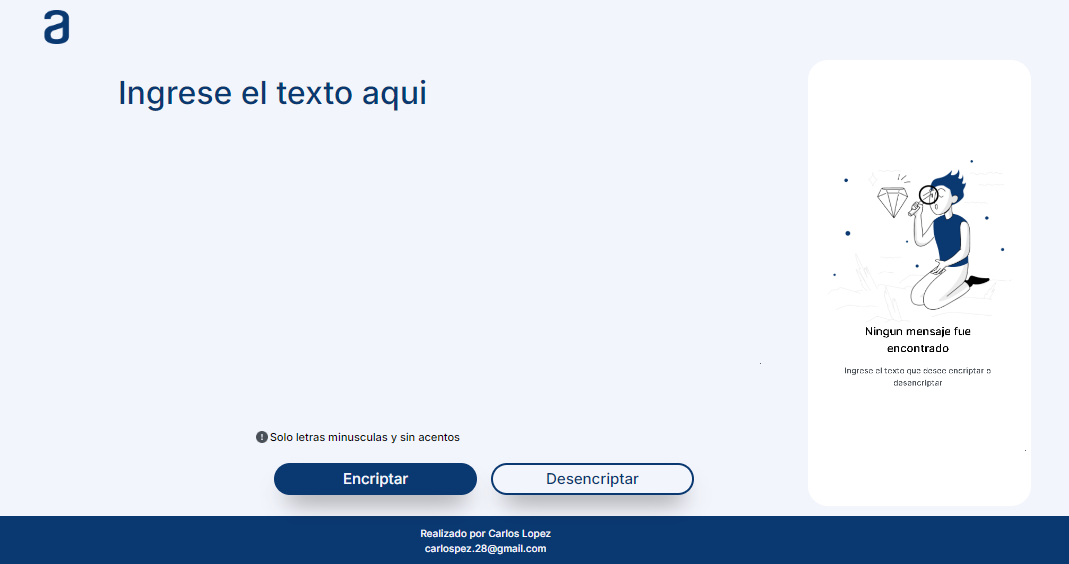 a
Ingrese el texto aqui
Ningun mensaje fue
encontrado
Ingrese el texto que desee encriptar o
desencriptar
Solo letras minusculas y sin acentos
Encriptar
Desencriptar
Realizado por Carlos Lopez
carlospez.28@gmail.com